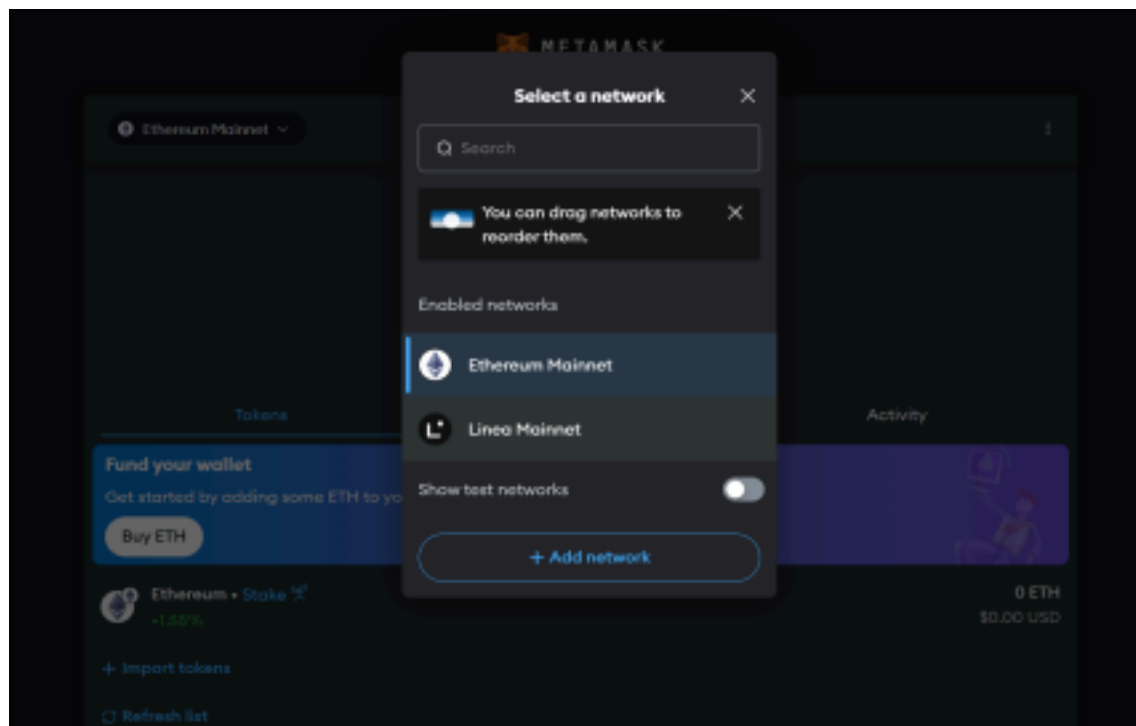 METAMASK
Select a network
Ethereum Mainnet
Search
You can drag networks to
reorder them.
Enabled networks
Ethereum Mainnet
Linea Mainnet
Tokens
Activity
Fund your wallet
Get started by adding some ETH to yo
Buy ETH
Show test networks
+ Add network
Ethereum • Stake
0 ETH
+1.55%
$0.00 USD
+ Import tokens
Refresh list